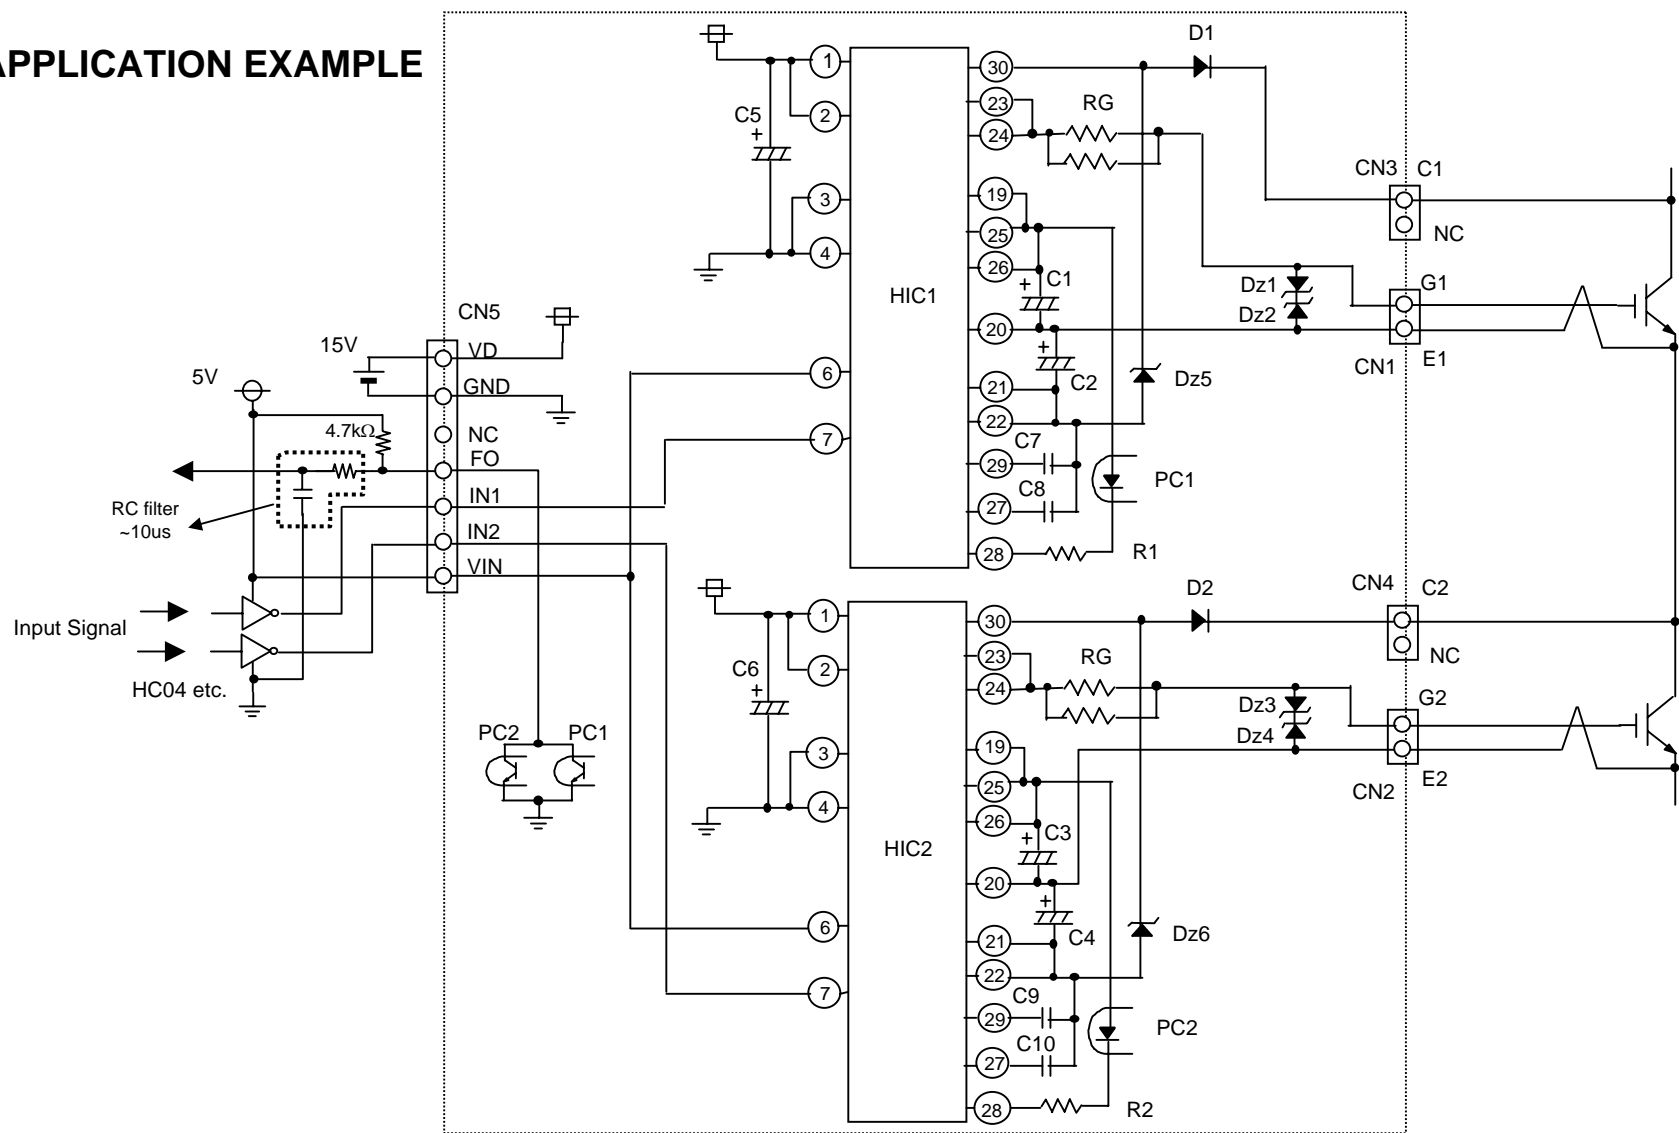 APPLICATION EXAMPLE
D1
1
30
23
RG
C5
+
2
24
CN3 C1
3
19
25
NC
4
26
C1
+
HIC1
Dz1
G1
CN5
Dz2
20
15V
VD
+
CN1
E1
5V
6
C2
Dz5
GND
21
22
4.7kΩ
NC
7
C7
FO
29
PC1
C8
RC filter
~10us
IN1
27
IN2
28
R1
VIN
D2
CN4
C2
1
30
Input Signal
23
RG
NC
C6
+
2
24
HC04 etc.
Dz3
G2
PC2
PC1
3
19
Dz4
25
E2
CN2
4
26
C3
+
HIC2
20
+
6
C4
Dz6
21
22
7
C9
29
PC2
C10
27
28
R2